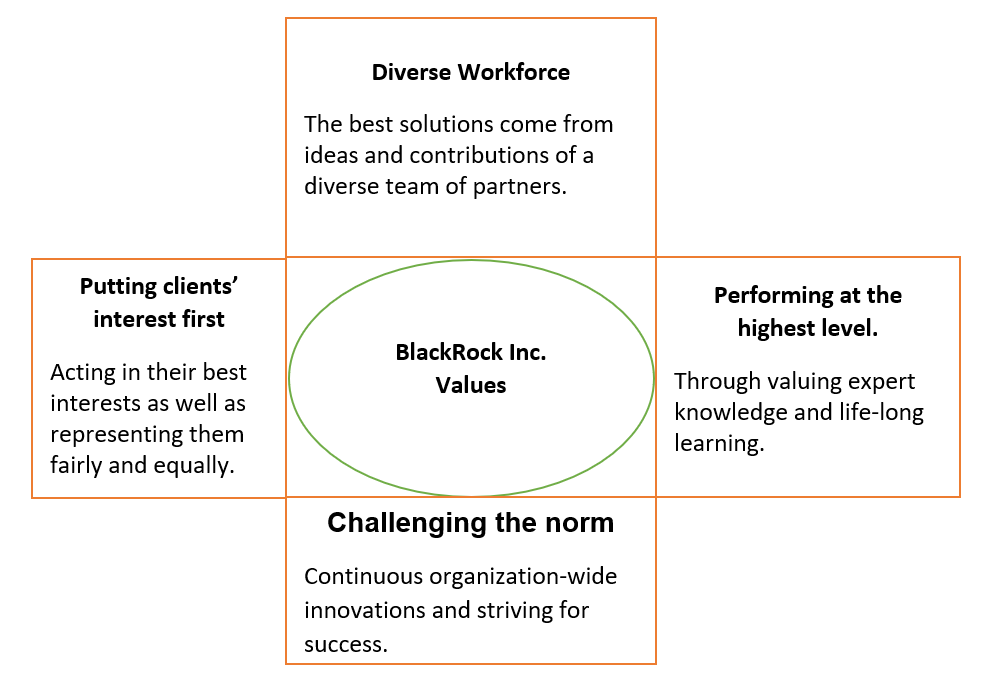 Diverse Workforce
The best solutions come from
ideas and contributions of a
diverse team of partners.
Putting clients’
interest first
Acting in their best
interests as well as
representing them
fairly and equally.
BlackRock Inc.
Values
Performing at the
highest level.
Through valuing expert
knowledge and life-long
learning.
Challenging the norm
Continuous organization-wide
innovations and striving for
success.